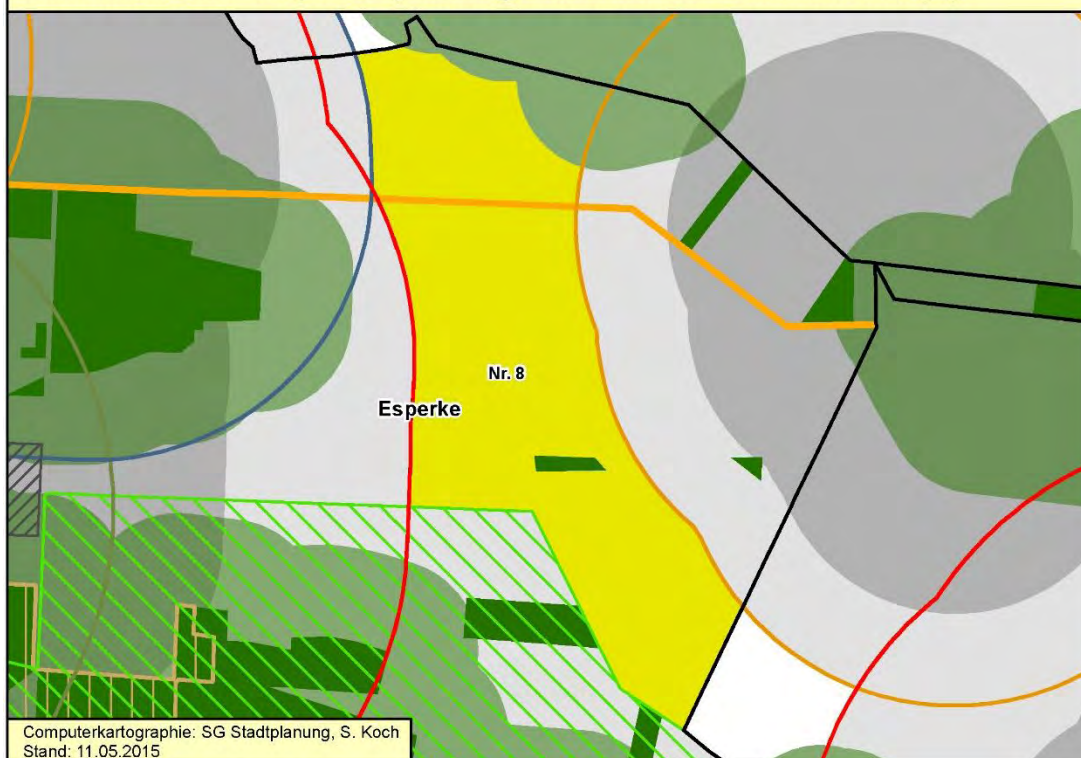 Nr. 8
Esperke
Computerkartographie: SG Stadtplanung, S. Koch
Stand: 11.05.2015